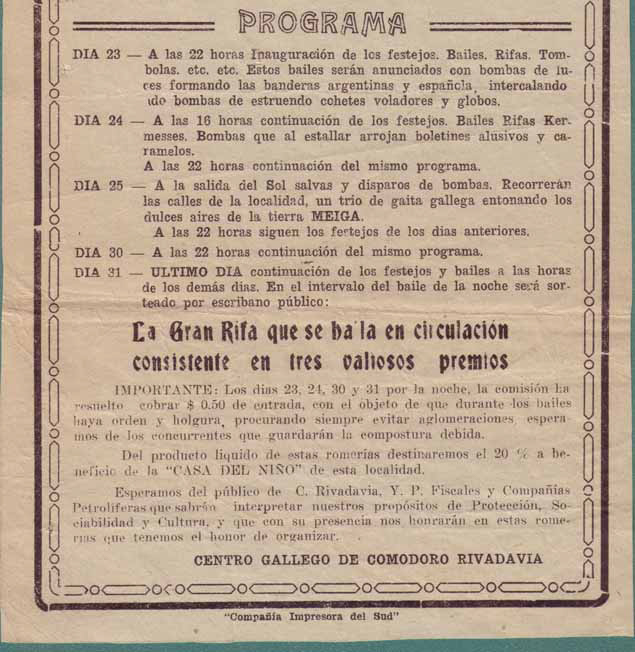 PROGRAMA
DIA 23 — A las 22 horas Inauguración de los festejos. Bailes. Rifas. Tom-
bolas. etc. etc. Estos bailes serán anunciados con bombas de lu-
ces formando las banderas argentinas y española, intercalando
do bombas de estruendo cohetes voladores y globos.
DIA 24 — A las 16 horas continuación de los festejos. Bailes Rifas Ker-
messes. Bombas que al estallar arrojan boletines alusivos y ca-
ramelos.
A las 22 horas continuación del mismo programa.
DIA 25 — A la salida del Sol salvas y disparos de bombas. Recorrerán
las calles de la localidad, un trio de gaita gallega entonando los
dulces aires de la tierra MEIGA.
A las 22 horas siguen los festejos de los dias anteriores.
DIA 30 — A las 22 horas continuación del mismo programa.
DIA 31 — ULTIMO DIA continuación de los festejos y bailes a las horas
de los demás dias. En el intervalo del baile de la noche será sor-
teado por escribano público:
La Gran Rifa que se halla en circulación
consistente en tres valiosos premios
IMPORTANTE: Los dias 23, 24, 30 y 31 por la noche, la comisión ha
resuelto cobrar $ 0.50 de entrada, con el objeto de que durante los bailes
haya orden y holgura, procurando siempre evitar aglomeraciones, espera-
mos de los concurrentes que guardarán la compostura debida.
Del producto liquido de estas romerías destinaremos el 20 % a be-
neficio de la "CASA DEL NIÑO" de esta localidad.
Esperamos del público de C. Rivadavia, Y. P. Fiscales y Compañias
Petrolíferas que sabrán interpretar nuestros propósitos de Protección, So-
ciabilidad y Cultura, y que con su presencia nos honrarán en estas rome-
rias que tenemos el honor de organizar.
CENTRO GALLEGO DE COMODORO RIVADAVIA
"Compañía Impresora del Sud"